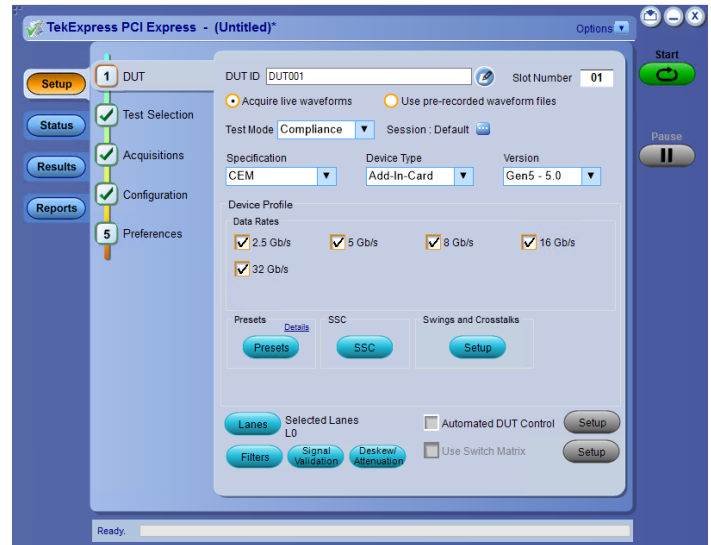 TekExpress PCI Express - (Untitled)*
Options
Start
Pause
Setup
Status
Results
Reports
1 DUT
Test Selection
Acquisitions
Configuration
5 Preferences
DUT ID DUT001
Slot Number 01
Acquire live waveforms
Use pre-recorded waveform files
Test Mode Compliance
Session : Default
Specification
Device Type
Version
CEM
Add-In-Card
Gen5 - 5.0
Device Profile
Data Rates
2.5 Gb/s
5 Gb/s
8 Gb/s
16 Gb/s
32 Gb/s
Presets
Details
Presets
SSC
SSC
Swings and Crosstalks
Setup
Lanes
Selected Lanes
L0
Automated DUT Control
Setup
Filters
Signal
Validation
Deskew/
Attenuation
Use Switch Matrix
Setup
Ready.